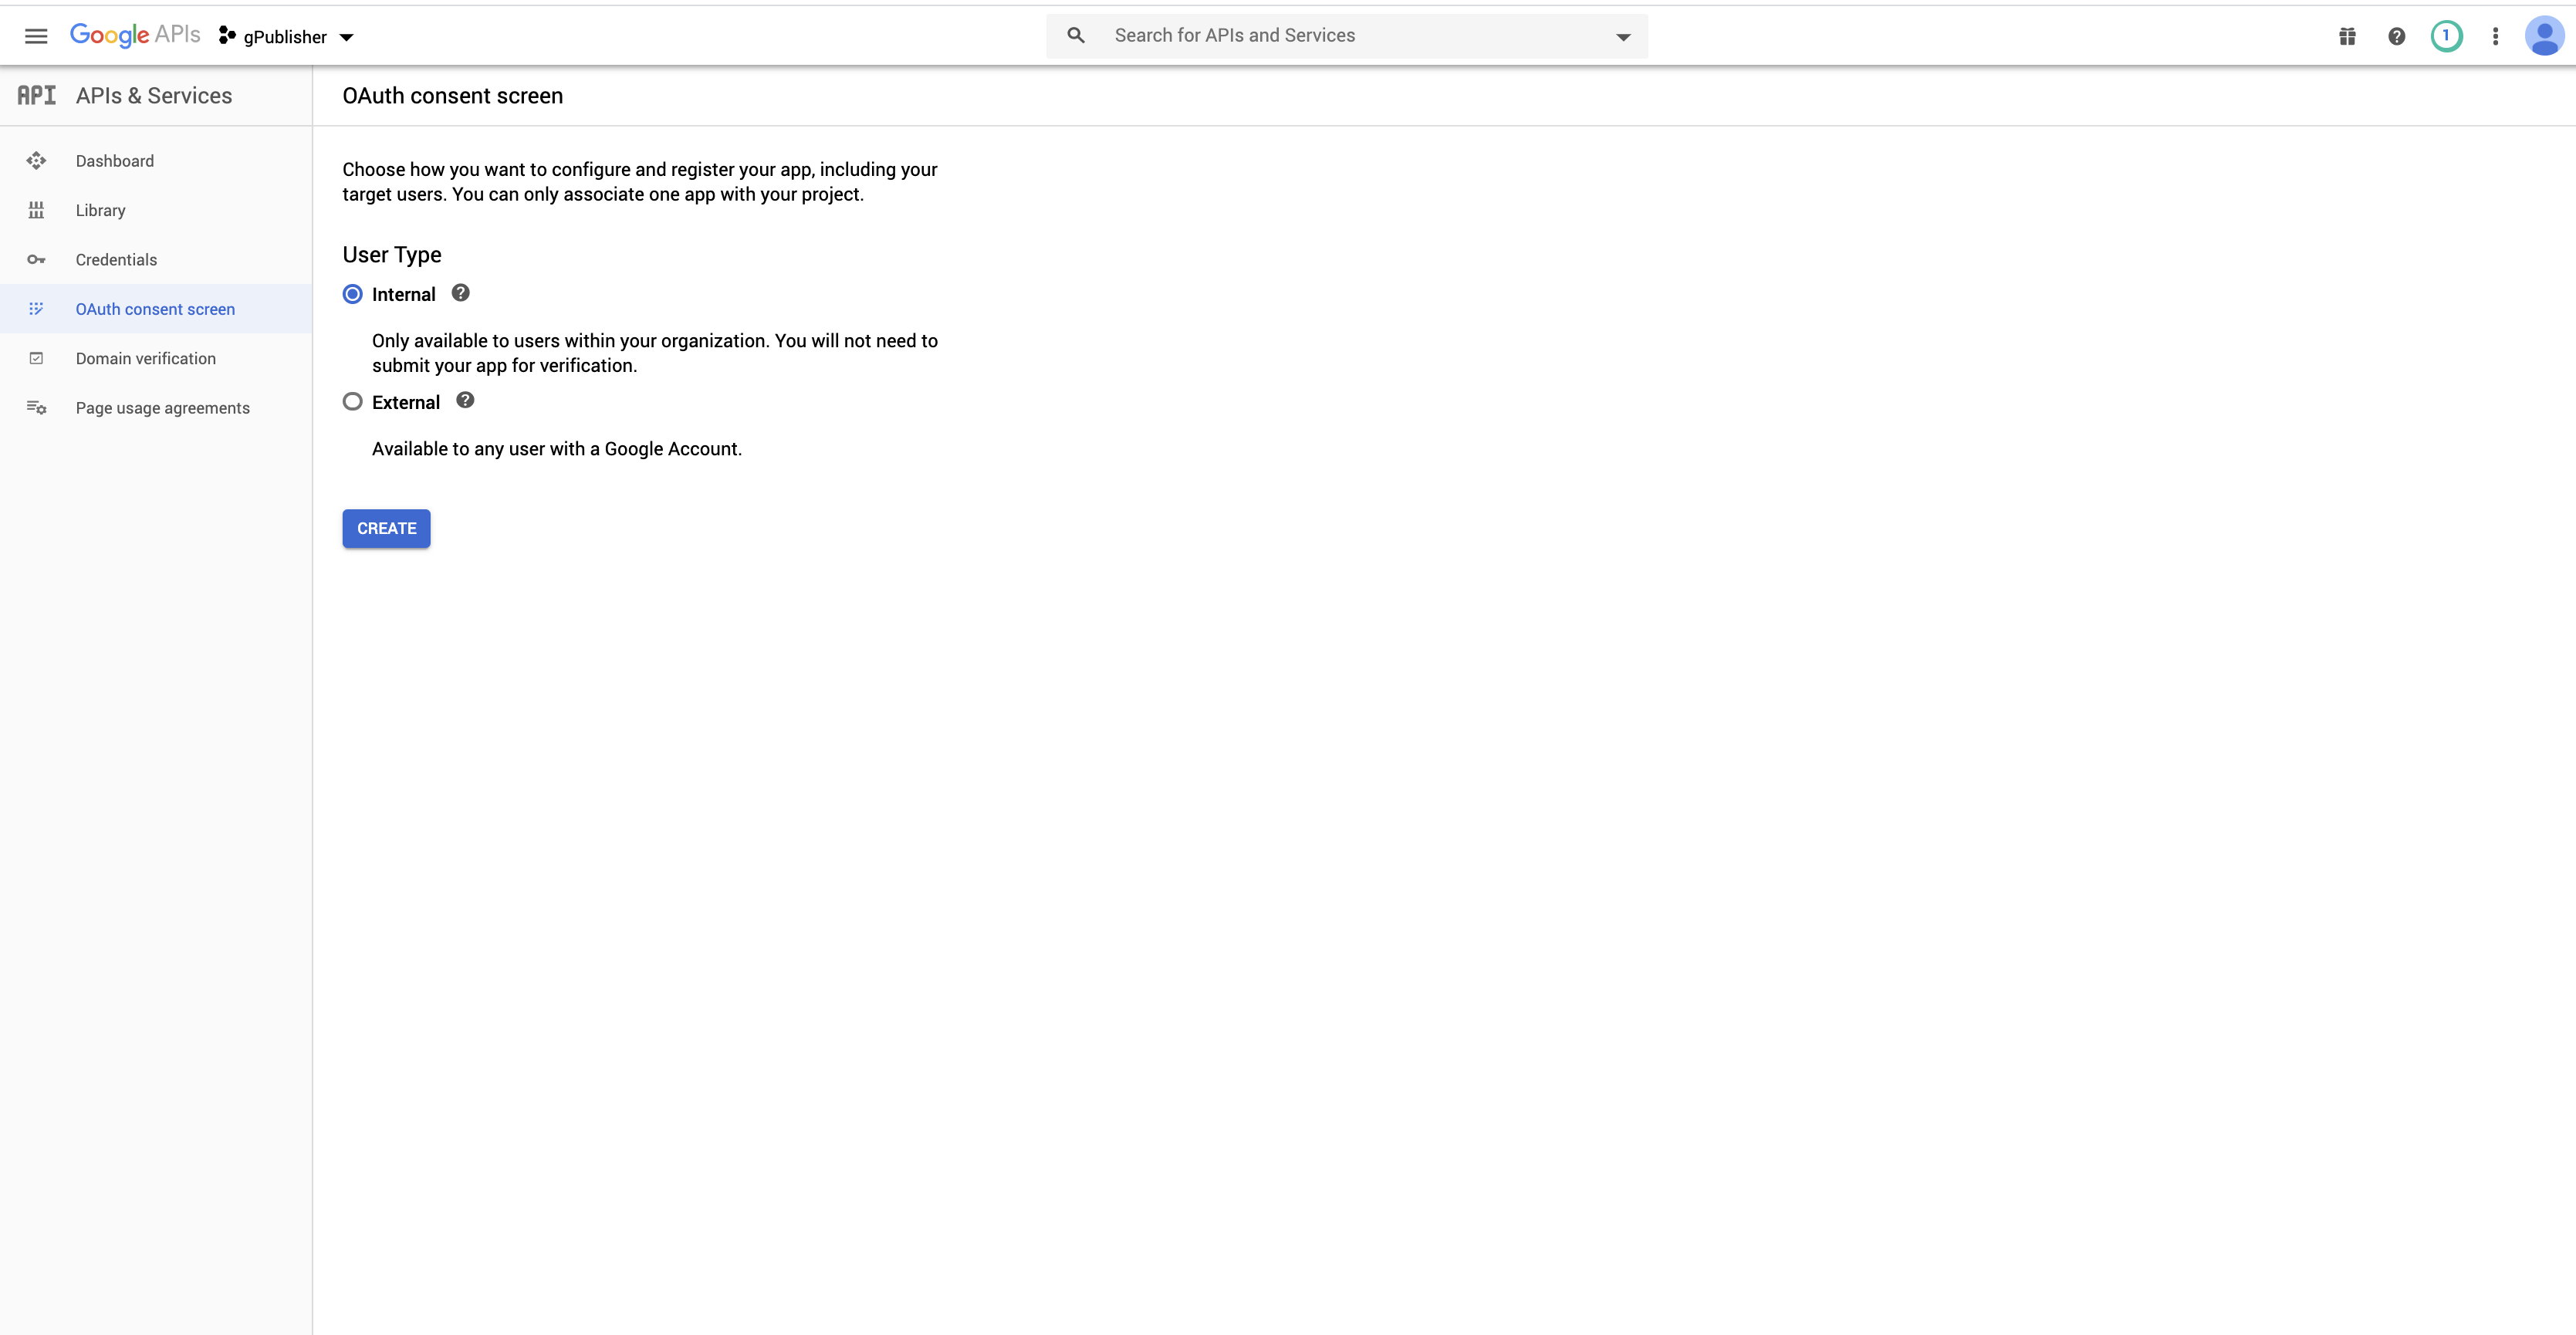 Google APIs
gPublisher
Search for APIs and Services
1
API
APIs & Services
OAuth consent screen
Dashboard
Library
Credentials
OAuth consent screen
Domain verification
Page usage agreements
Choose how you want to configure and register your app, including your
target users. You can only associate one app with your project.
User Type
Internal
Only available to users within your organization. You will not need to
submit your app for verification.
External
Available to any user with a Google Account.
CREATE